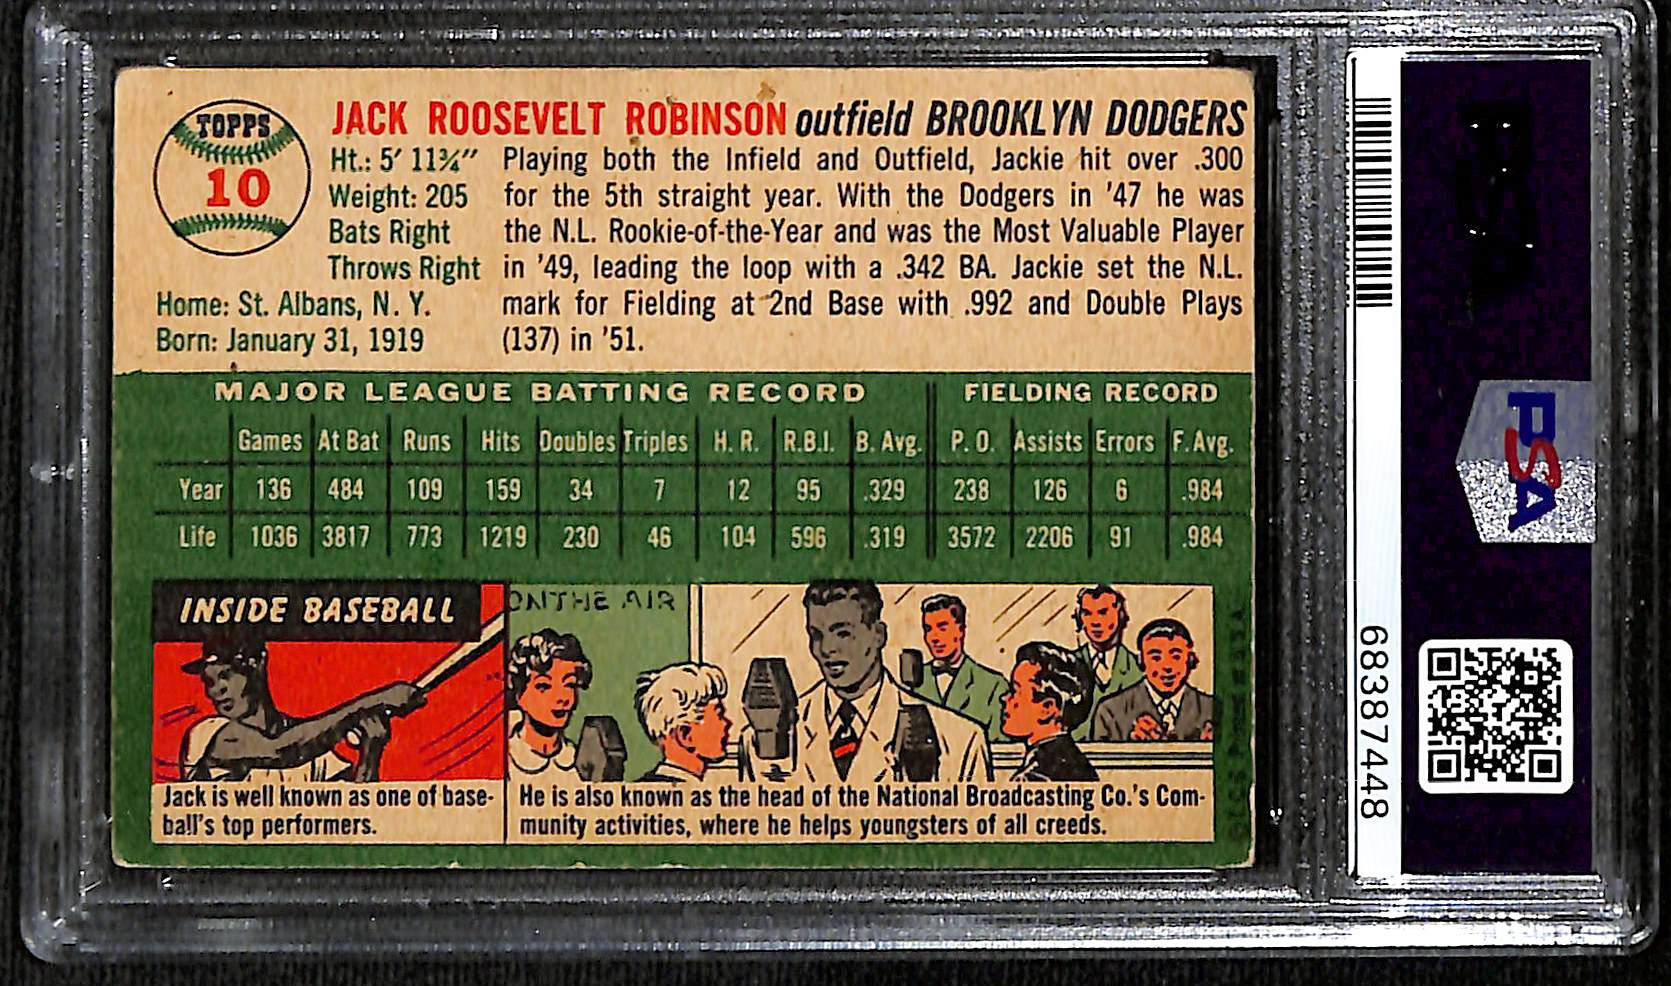 TOPPS
10
JACK ROOSEVELT ROBINSON outfield BROOKLYN DODGERS
Ht.: 5' 11¾"
Weight: 205
Bats Right
Throws Right
Home: St. Albans, N. Y.
Born: January 31, 1919
Playing both the Infield and Outfield, Jackie hit over .300
for the 5th straight year. With the Dodgers in '47 he was
the N.L. Rookie-of-the-Year and was the Most Valuable Player
in '49, leading the loop with a .342 BA. Jackie set the N.L.
mark for Fielding at 2nd Base with .992 and Double Plays
(137) in '51.
MAJOR LEAGUE BATTING RECORD FIELDING RECORD
Games At Bat Runs Hits Doubles Triples H. R. R.B.I. B. Avg. P. O. Assists Errors F. Avg.
Year 136 484 109 159 34 7 12 95 .329 238 126 6 .984
Life 1036 3817 773 1219 230 46 104 596 .319 3572 2206 91 .984
INSIDE BASEBALL
ON THE AIR
Jack is well known as one of base-
ball's top performers.
He is also known as the head of the National Broadcasting Co.'s Com-
munity activities, where he helps youngsters of all creeds.
PSA
68387448